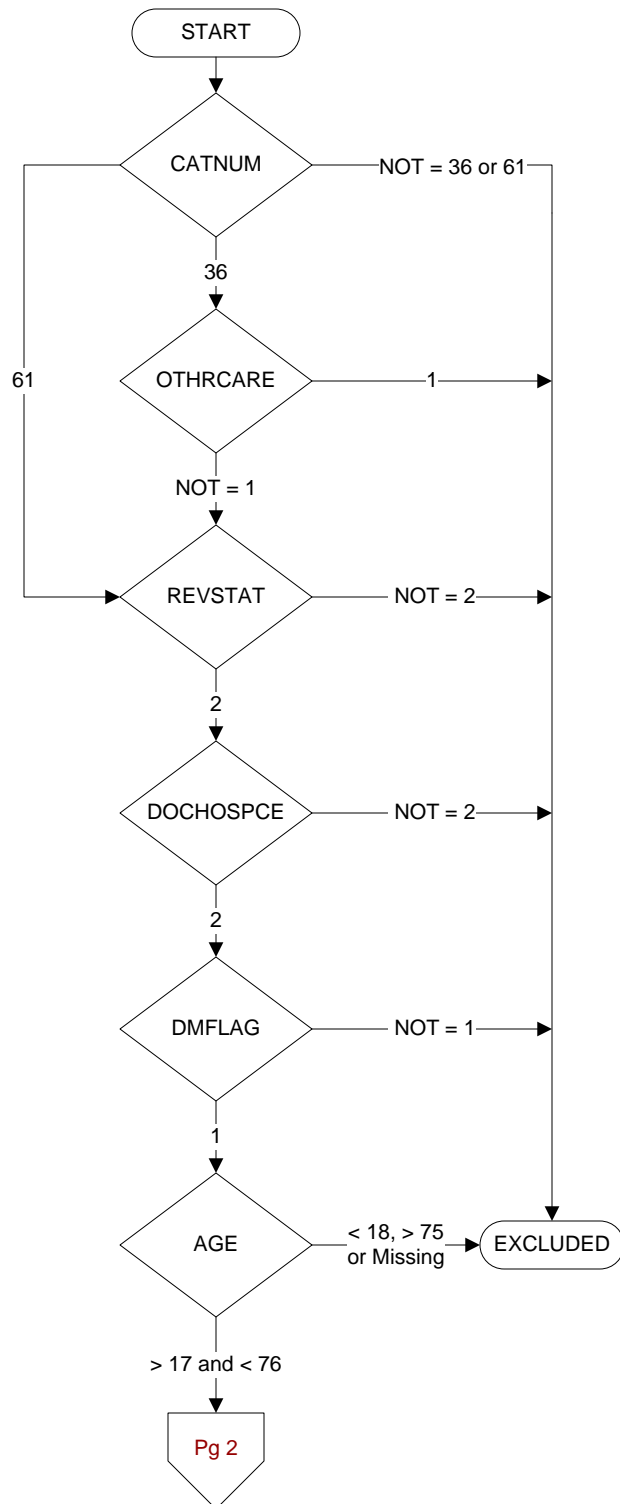 START
CATNUM
NOT = 36 or 61
36
OTHRCARE
1
61
NOT = 1
REVSTAT
NOT = 2
2
DOCHOSPCE
NOT = 2
2
DMFLAG
NOT = 1
1
AGE
< 18, > 75
or Missing
EXCLUDED
> 17 and < 76
Pg 2